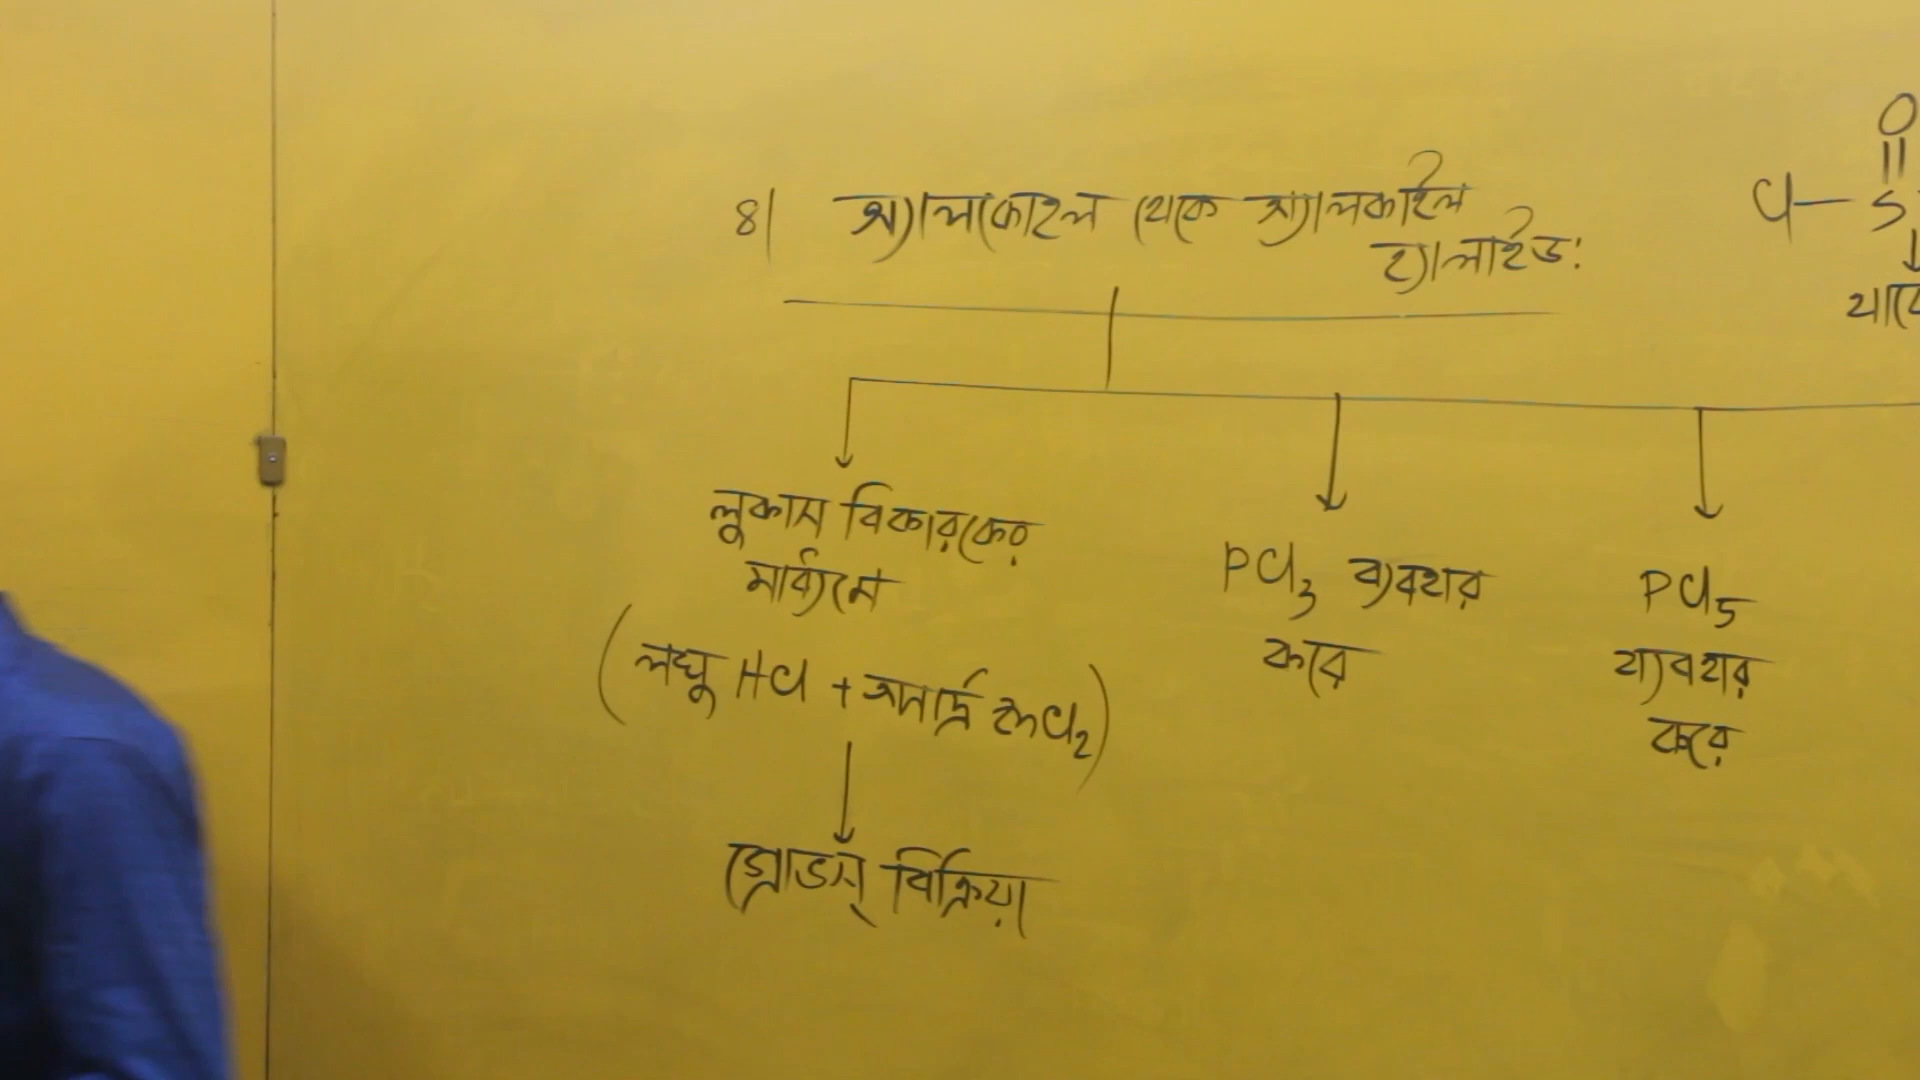 ৪| অ্যালকোহল থেকে অ্যালকাইল
হ্যালাইড:
লুকাস বিকারকের
মাধ্যমে
(লঘু HCl + অনার্দ্র ZnCl₂)
গ্রোভস্ বিক্রিয়া
PCl₃ ব্যবহার
করে
PCl₅
ব্যবহার
করে
O
Cl—S